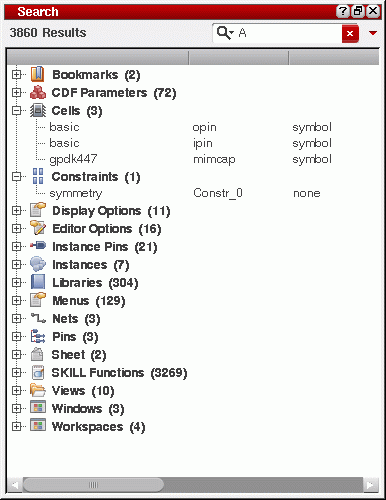 Search
3860 Results A
Bookmarks (2)
CDF Parameters (72)
Cells (3)
basic opin symbol
basic ipin symbol
gpdk447 mimcap symbol
Constraints (1)
symmetry Constr_0 none
Display Options (11)
Editor Options (16)
Instance Pins (21)
Instances (7)
Libraries (304)
Menus (129)
Nets (3)
Pins (3)
Sheet (2)
SKILL Functions (3269)
Views (10)
Windows (3)
Workspaces (4)